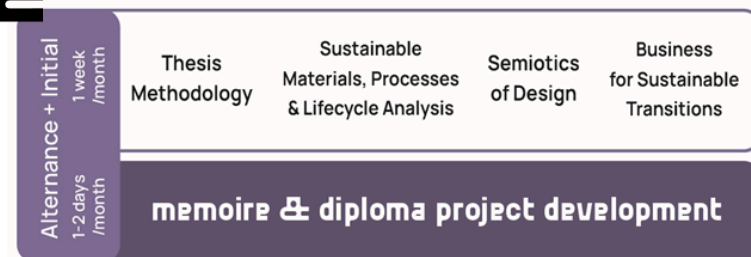 Alternance + Initial
1 week
/month
1-2 days
/month
Thesis
Methodology
Sustainable
Materials, Processes
& Lifecycle Analysis
Semiotics
of Design
Business
for Sustainable
Transitions
memoire & diploma project development